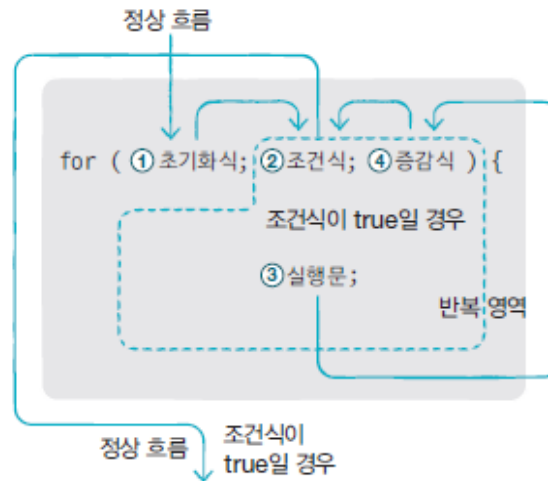 정상 흐름
for ( ①초기화식; ②조건식; ④증감식 ) {
조건식이 true일 경우
③실행문;
반복 영역
정상 흐름
조건식이
true일 경우